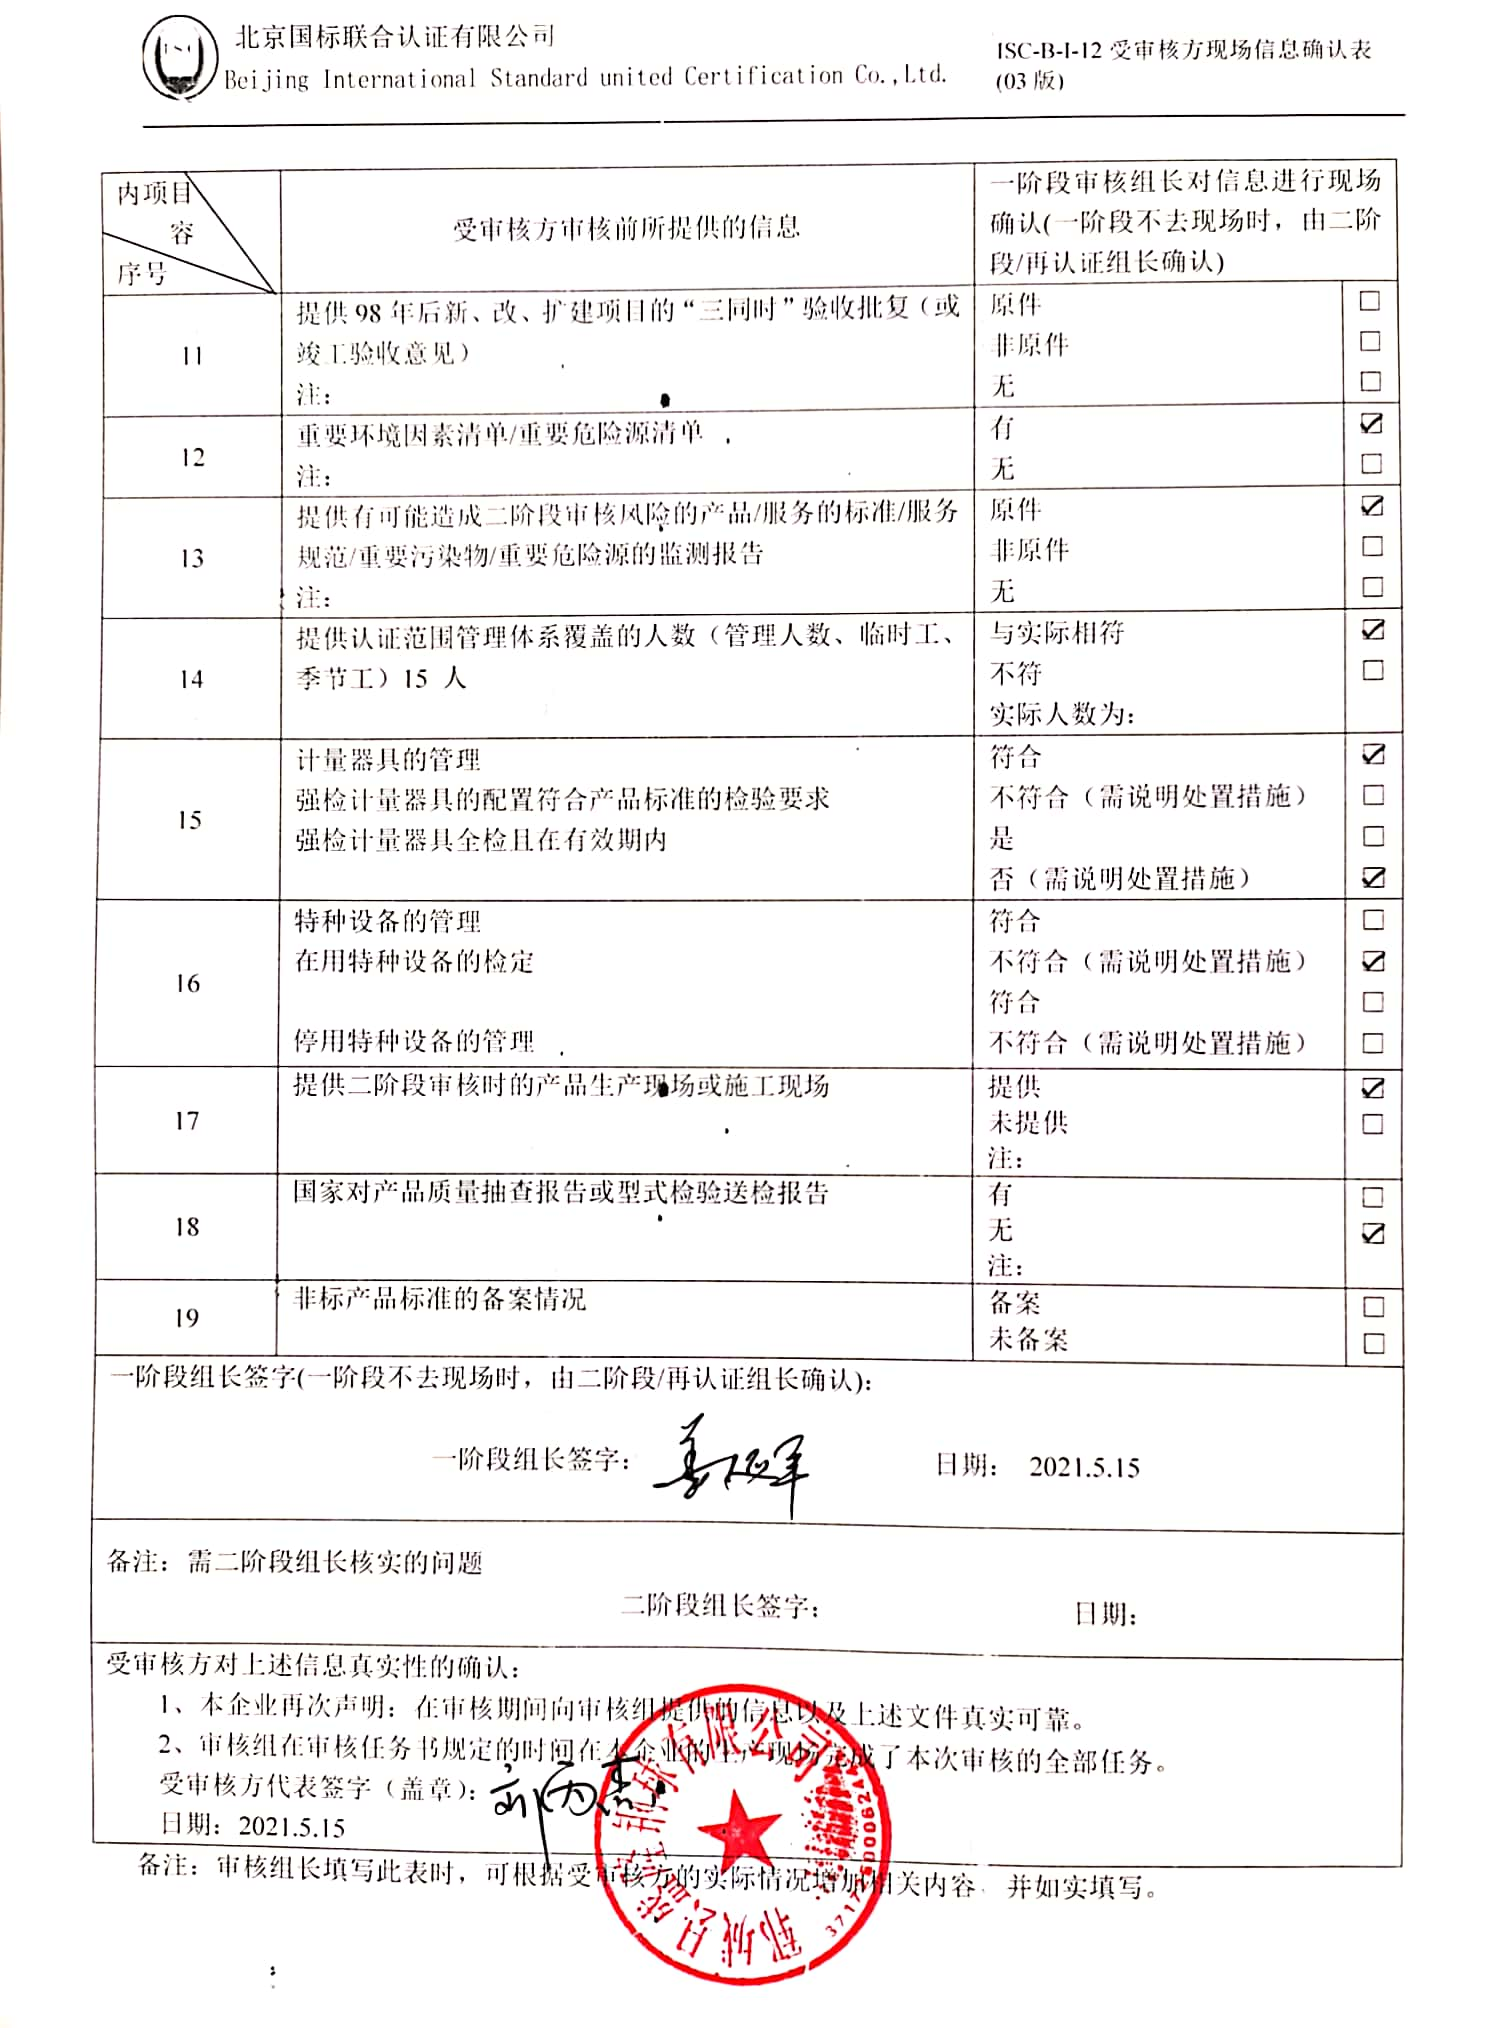 北京国标联合认证有限公司
Beijing International Standard united Certification Co.,Ltd.
ISC-B-I-12 受审核方现场信息确认表
(03 版)
内项目
容
序号
受审核方审核前所提供的信息
一阶段审核组长对信息进行现场
确认(一阶段不去现场时，由二阶
段/再认证组长确认)
11
提供 98 年后新、改、扩建项目的“三同时”验收批复（或
竣工验收意见）
注：
原件 □
非原件 □
无 □
12
重要环境因素清单/重要危险源清单
注：
有 ☑
无 □
13
提供有可能造成二阶段审核风险的产品/服务的标准/服务
规范/重要污染物/重要危险源的监测报告
注：
原件 ☑
非原件 □
无 □
14
提供认证范围管理体系覆盖的人数（管理人数、临时工、
季节工）15 人
与实际相符 ☑
不符 □
实际人数为：
15
计量器具的管理
强检计量器具的配置符合产品标准的检验要求
强检计量器具全检且在有效期内
符合 ☑
不符合（需说明处置措施） □
是 □
否（需说明处置措施） ☑
16
特种设备的管理
在用特种设备的检定
停用特种设备的管理
符合 □
不符合（需说明处置措施） ☑
符合 □
不符合（需说明处置措施） □
17
提供二阶段审核时的产品生产现场或施工现场
提供 ☑
未提供 □
注：
18
国家对产品质量抽查报告或型式检验送检报告
有 □
无 ☑
注：
19
非标产品标准的备案情况
备案 □
未备案 □
一阶段组长签字(一阶段不去现场时，由二阶段/再认证组长确认)：
一阶段组长签字：
日期： 2021.5.15
备注：需二阶段组长核实的问题
二阶段组长签字：
日期：
受审核方对上述信息真实性的确认：
1、本企业再次声明：在审核期间向审核组提供的信息以及上述文件真实可靠。
2、审核组在审核任务书规定的时间在本企业的生产现场完成了本次审核的全部任务。
受审核方代表签字（盖章）：
日期：2021.5.15
备注：审核组长填写此表时，可根据受审核方的实际情况增加相关内容，并如实填写。